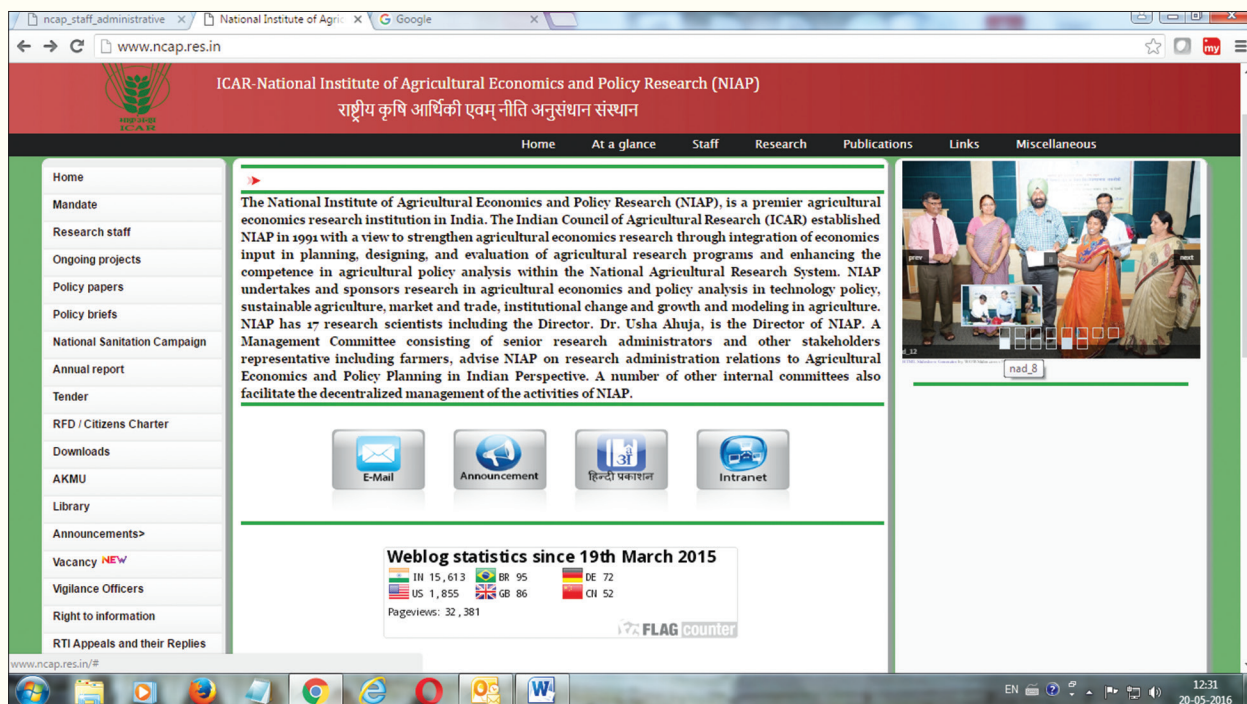 ncap_staff_administrative
National Institute of Agric
Google
www.ncap.res.in
my
ICAR
ICAR-National Institute of Agricultural Economics and Policy Research (NIAP)
राष्ट्रीय कृषि आर्थिकी एवम् नीति अनुसंधान संस्थान
Home At a glance Staff Research Publications Links Miscellaneous
Home
Mandate
Research staff
Ongoing projects
Policy papers
Policy briefs
National Sanitation Campaign
Annual report
Tender
RFD / Citizens Charter
Downloads
AKMU
Library
Announcements>
Vacancy NEW
Vigilance Officers
Right to information
RTI Appeals and their Replies
The National Institute of Agricultural Economics and Policy Research (NIAP), is a premier agricultural
economics research institution in India. The Indian Council of Agricultural Research (ICAR) established
NIAP in 1991 with a view to strengthen agricultural economics research through integration of economics
input in planning, designing, and evaluation of agricultural research programs and enhancing the
competence in agricultural policy analysis within the National Agricultural Research System. NIAP
undertakes and sponsors research in agricultural economics and policy analysis in technology policy,
sustainable agriculture, market and trade, institutional change and growth and modeling in agriculture.
NIAP has 17 research scientists including the Director. Dr. Usha Ahuja, is the Director of NIAP. A
Management Committee consisting of senior research administrators and other stakeholders
representative including farmers, advise NIAP on research administration relations to Agricultural
Economics and Policy Planning in Indian Perspective. A number of other internal committees also
facilitate the decentralized management of the activities of NIAP.
E-Mail
Announcement
हिन्दी प्रकाशन
Intranet
Weblog statistics since 19th March 2015
IN 15,613 BR 95 DE 72
US 1,855 GB 86 CN 52
Pageviews: 32,381
FLAG counter
prev
next
nad_8
www.ncap.res.in/#
EN
12:31
20-05-2016